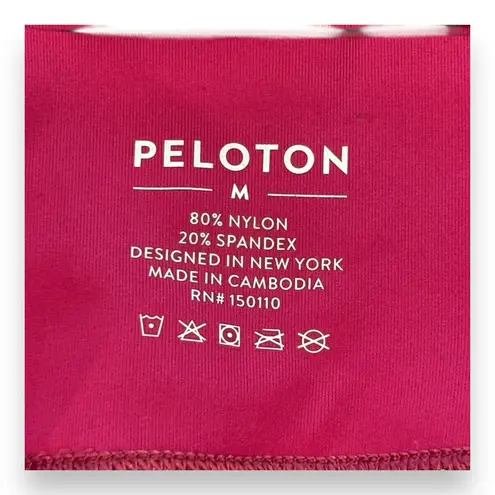 PELOTON
M
80% NYLON
20% SPANDEX
DESIGNED IN NEW YORK
MADE IN CAMBODIA
RN# 150110